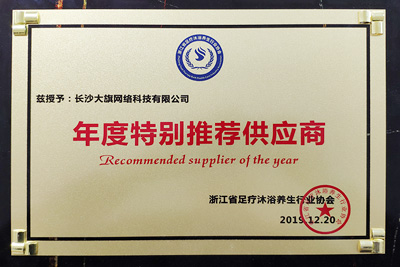 兹授予：长沙大旗网络科技有限公司
年度特别推荐供应商
Recommended supplier of the year
浙江省足疗沐浴养生行业协会
2019.12.20